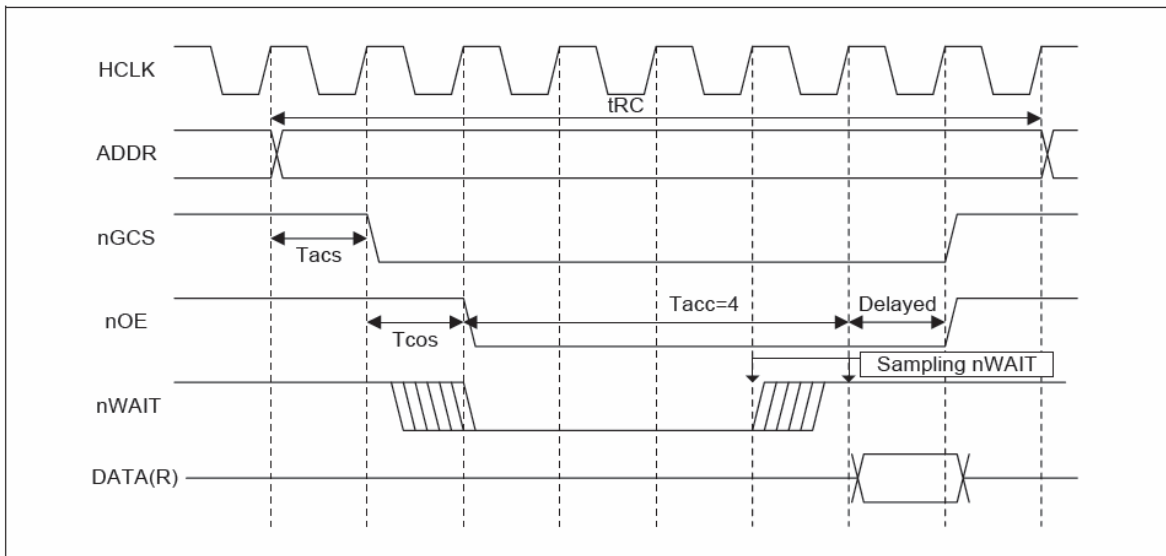 HCLK
tRC
ADDR
nGCS
Tacs
nOE
Tacc=4
Delayed
Tcos
Sampling nWAIT
nWAIT
DATA(R)